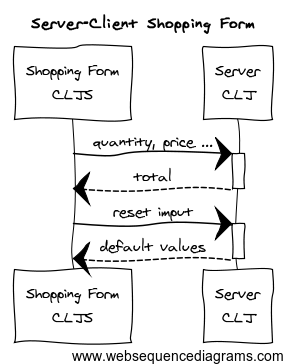 Server-Client Shopping Form
Shopping Form
CLJS
Server
CLJ
quantity, price ...
total
reset input
default values
Shopping Form
CLJS
Server
CLJ
www.websequencediagrams.com